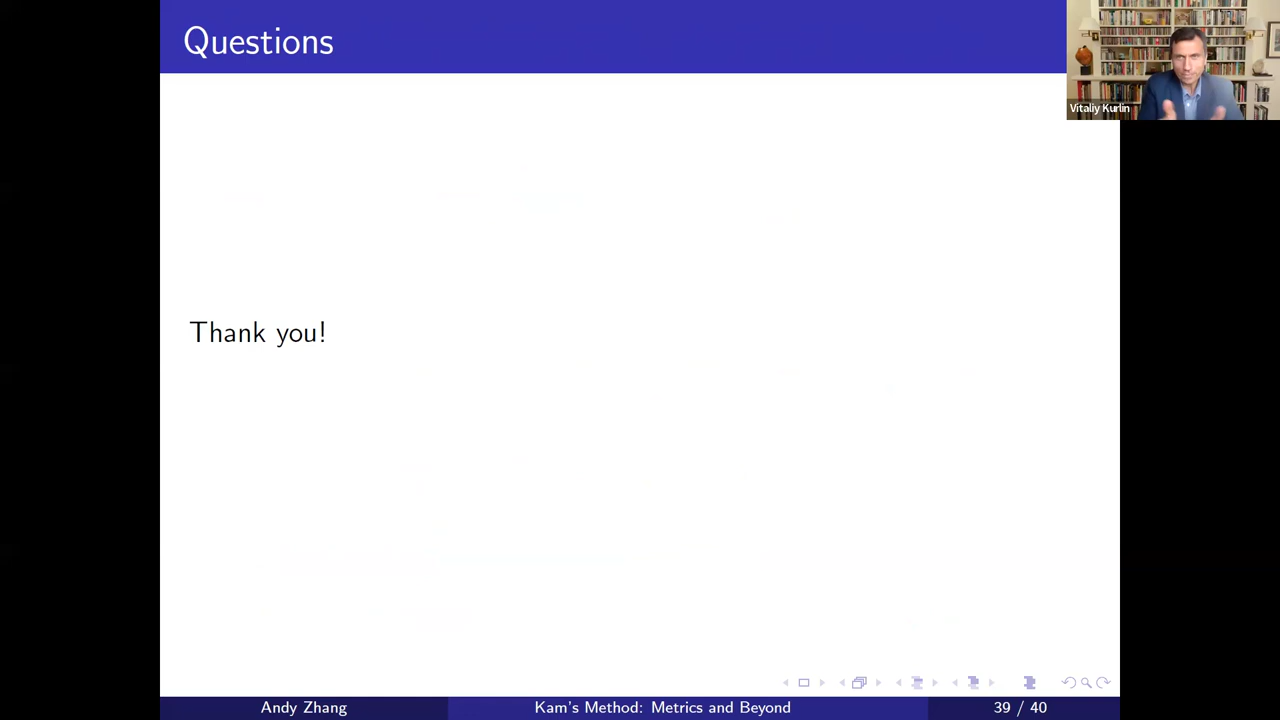 Questions
Vitaliy Kurlin
Thank you!
Andy Zhang
Kam's Method: Metrics and Beyond
39 / 40